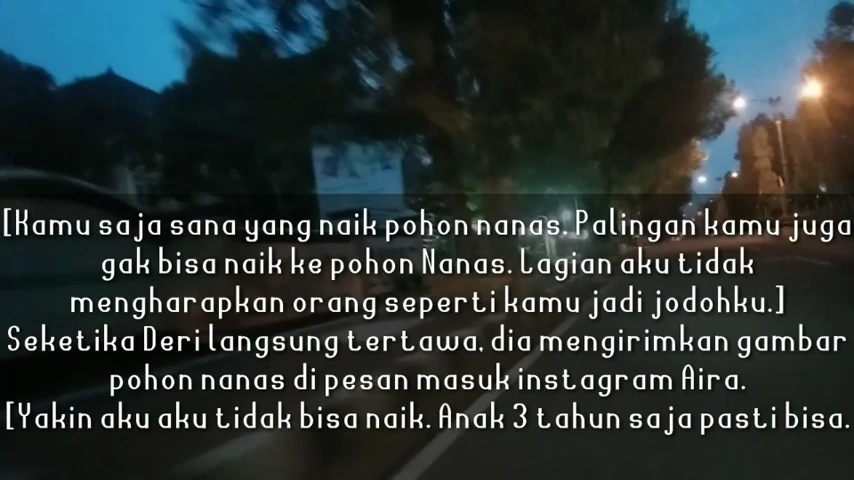 [Kamu saja sana yang naik pohon nanas. Palingan kamu juga
gak bisa naik ke pohon Nanas. Lagian aku tidak
mengharapkan orang seperti kamu jadi jodohku.]
Seketika Deri langsung tertawa, dia mengirimkan gambar
pohon nanas di pesan masuk instagram Aira.
[Yakin aku aku tidak bisa naik. Anak 3 tahun saja pasti bisa.